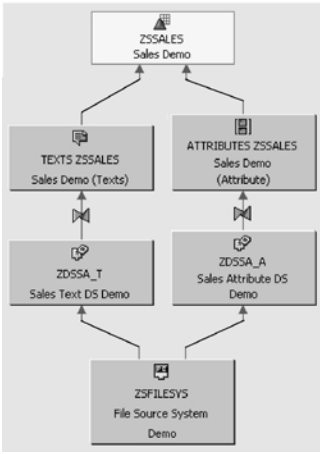 ZSSALES
Sales Demo
TEXTS ZSSALES
Sales Demo (Texts)
ATTRIBUTES ZSSALES
Sales Demo
(Attribute)
ZDSSA_T
Sales Text DS Demo
ZDSSA_A
Sales Attribute DS
Demo
ZSFILESYS
File Source System
Demo